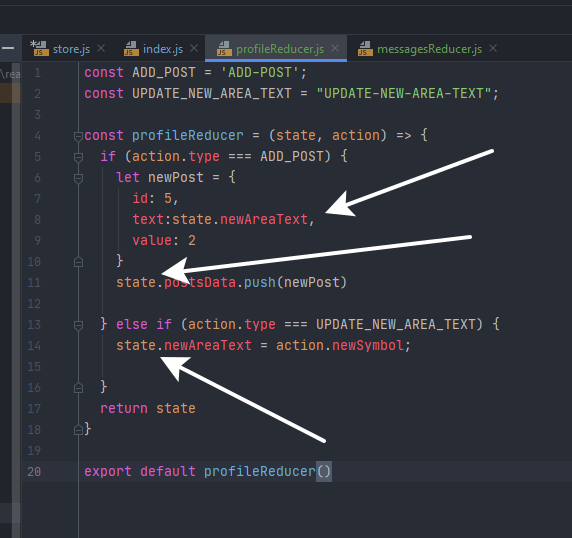 store.js index.js profileReducer.js messagesReducer.js
\rea
1 const ADD_POST = 'ADD-POST';
2 const UPDATE_NEW_AREA_TEXT = "UPDATE-NEW-AREA-TEXT";
3
4 const profileReducer = (state, action) => {
5 if (action.type === ADD_POST) {
6 let newPost = {
7 id: 5,
8 text:state.newAreaText,
9 value: 2
10 }
11 state.postsData.push(newPost)
12
13 } else if (action.type === UPDATE_NEW_AREA_TEXT) {
14 state.newAreaText = action.newSymbol;
15
16 }
17 return state
18 }
19
20 export default profileReducer()